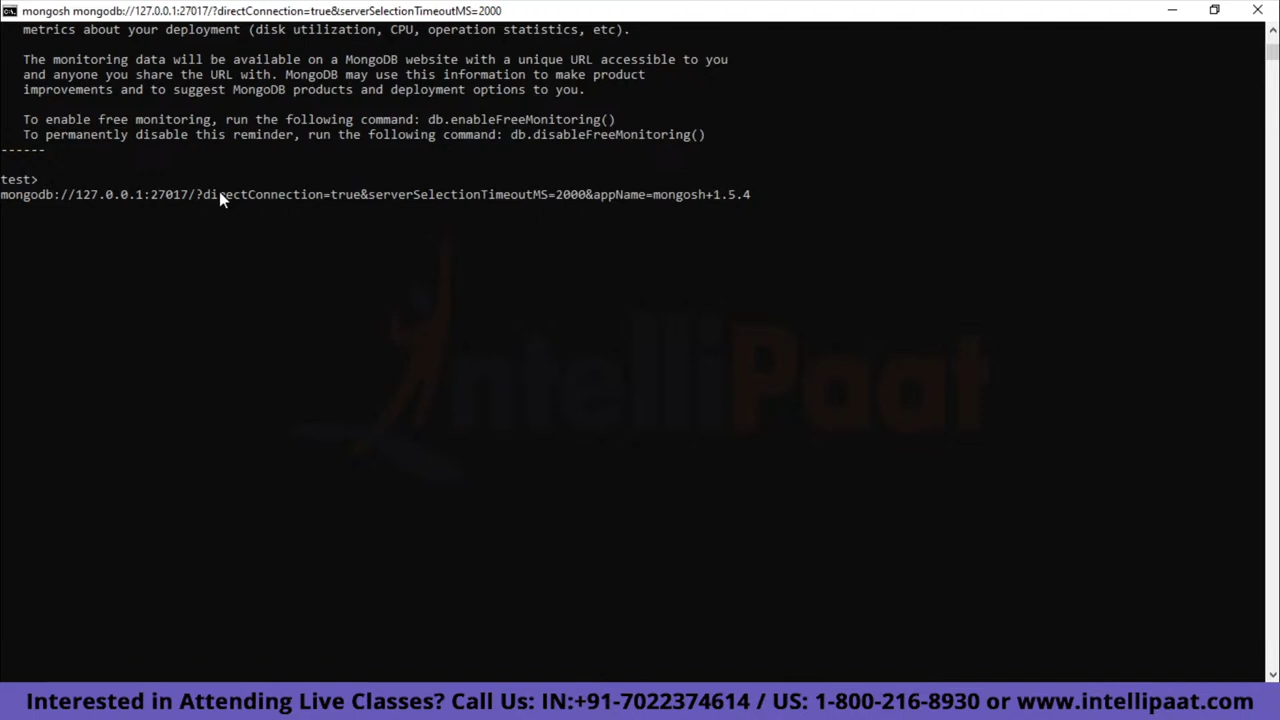 mongosh mongodb://127.0.0.1:27017/?directConnection=true&serverSelectionTimeoutMS=2000
metrics about your deployment (disk utilization, CPU, operation statistics, etc).
The monitoring data will be available on a MongoDB website with a unique URL accessible to you
and anyone you share the URL with. MongoDB may use this information to make product
improvements and to suggest MongoDB products and deployment options to you.
To enable free monitoring, run the following command: db.enableFreeMonitoring()
To permanently disable this reminder, run the following command: db.disableFreeMonitoring()
------
test>
mongodb://127.0.0.1:27017/?directConnection=true&serverSelectionTimeoutMS=2000&appName=mongosh+1.5.4
IntelliPaat
Interested in Attending Live Classes? Call Us: IN:+91-7022374614 / US: 1-800-216-8930 or www.intellipaat.com